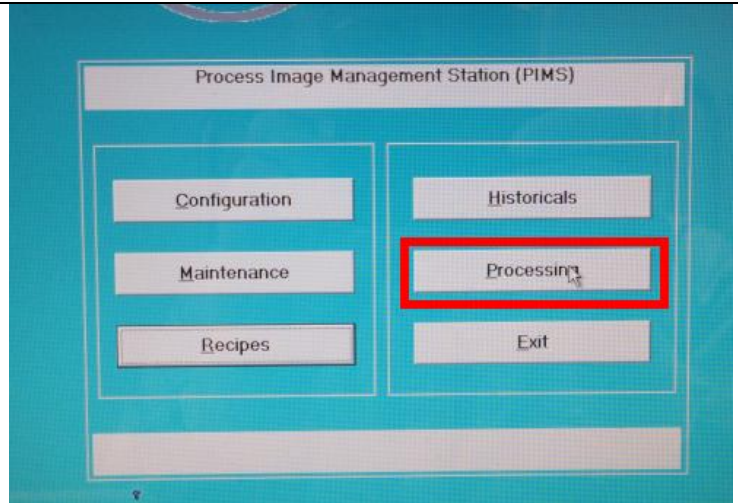 Process Image Management Station (PIMS)
Configuration
Historicals
Maintenance
Processing
Recipes
Exit